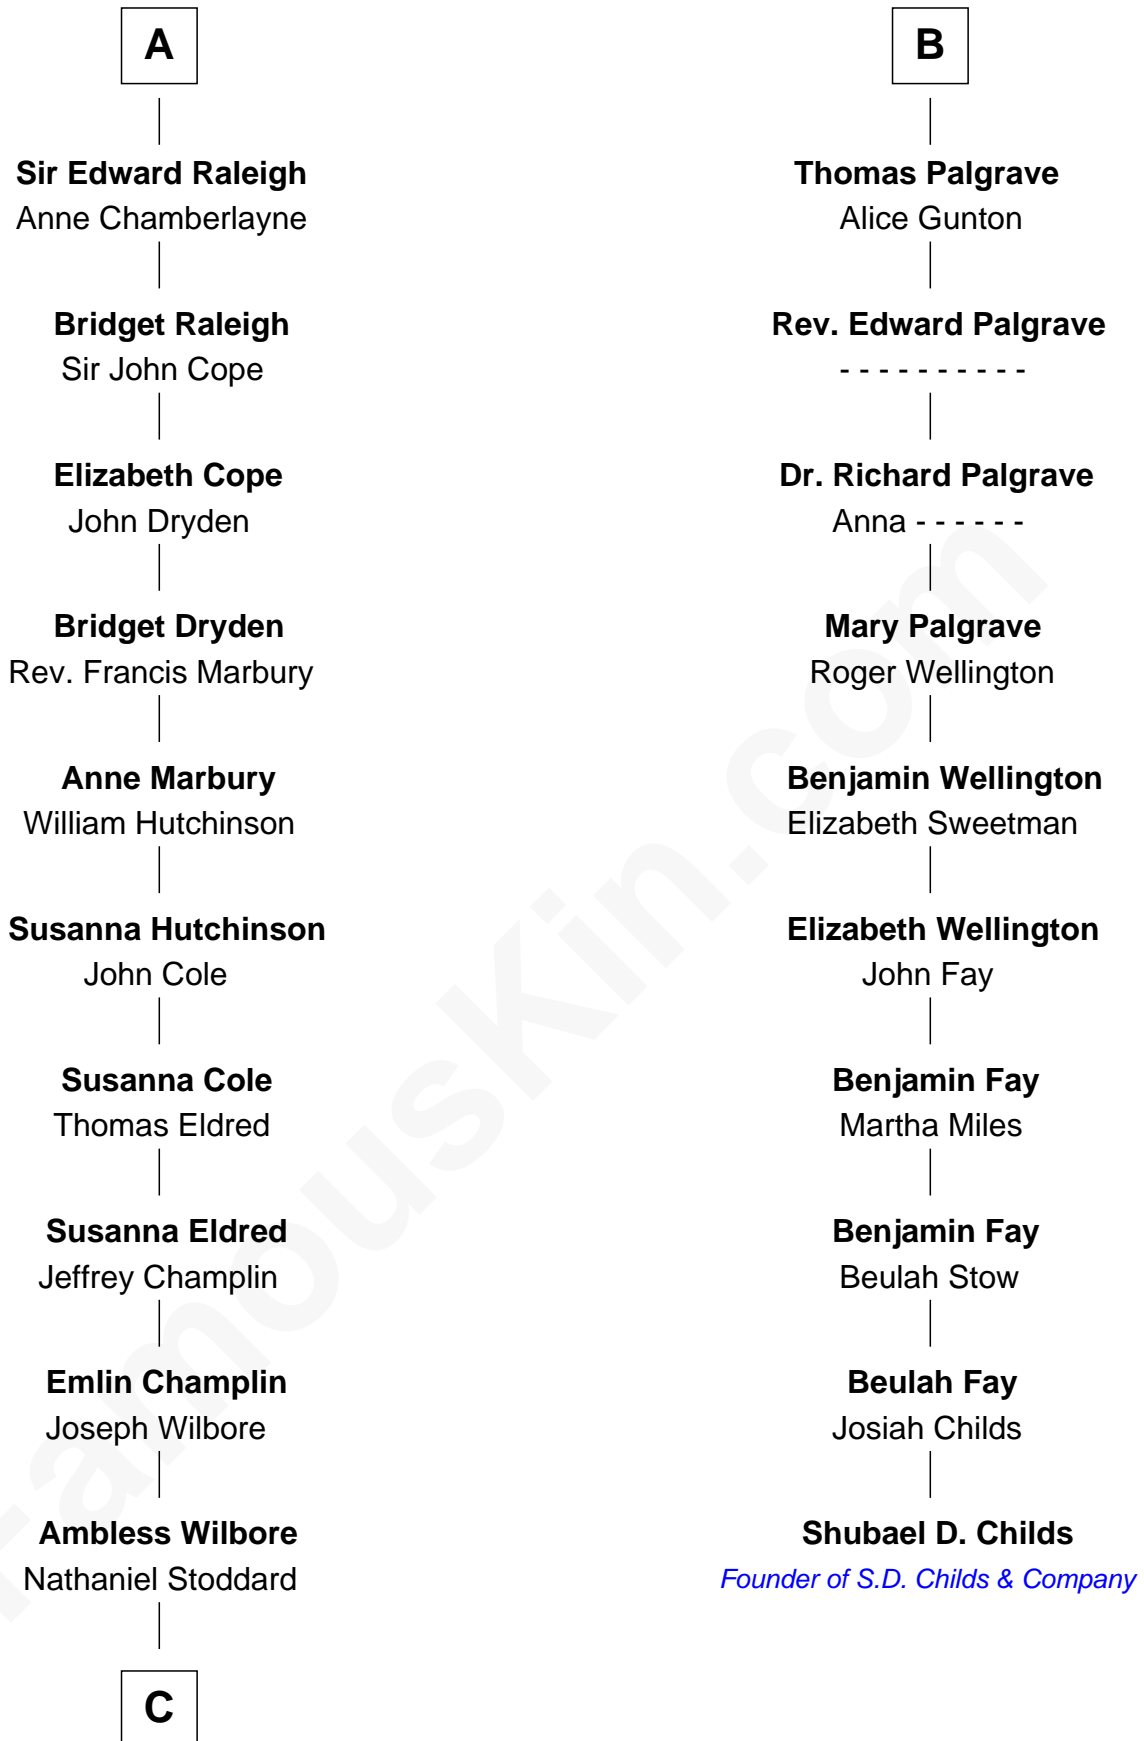 A
Sir Edward Raleigh
Anne Chamberlayne
Bridget Raleigh
Sir John Cope
Elizabeth Cope
John Dryden
Bridget Dryden
Rev. Francis Marbury
Anne Marbury
William Hutchinson
Susanna Hutchinson
John Cole
Susanna Cole
Thomas Eldred
Susanna Eldred
Jeffrey Champlin
Emlin Champlin
Joseph Wilbore
Ambless Wilbore
Nathaniel Stoddard
C
B
Thomas Palgrave
Alice Gunton
Rev. Edward Palgrave
- - - - - - - - - -
Dr. Richard Palgrave
Anna - - - - - -
Mary Palgrave
Roger Wellington
Benjamin Wellington
Elizabeth Sweetman
Elizabeth Wellington
John Fay
Benjamin Fay
Martha Miles
Benjamin Fay
Beulah Stow
Beulah Fay
Josiah Childs
Shubael D. Childs
Founder of S.D. Childs & Company
FamousKin.com